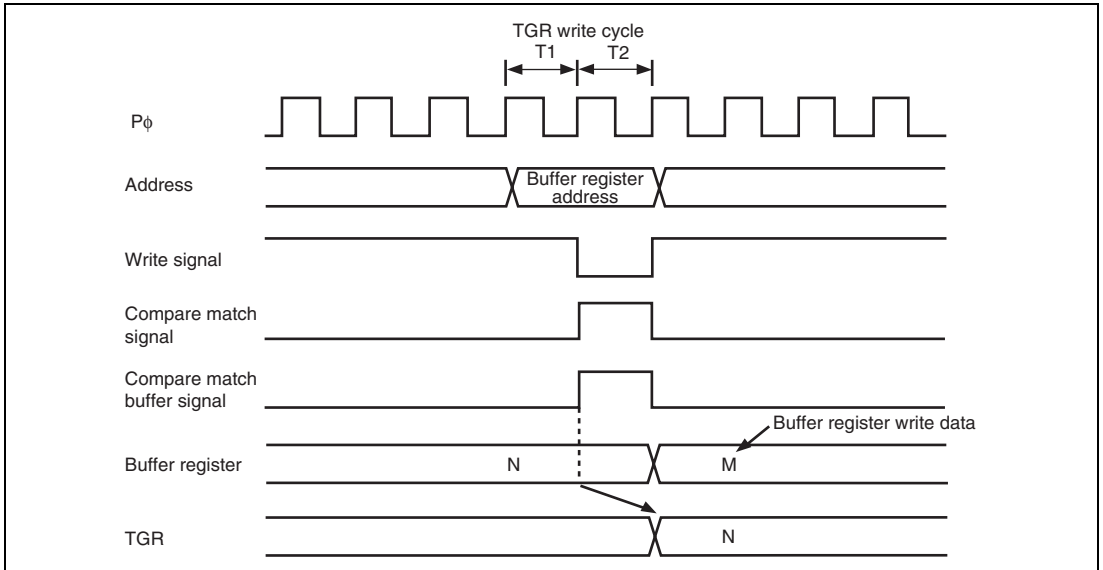 TGR write cycle
T1 T2
Pϕ
Address
Buffer register
address
Write signal
Compare match
signal
Compare match
buffer signal
Buffer register write data
Buffer register
N M
TGR
N